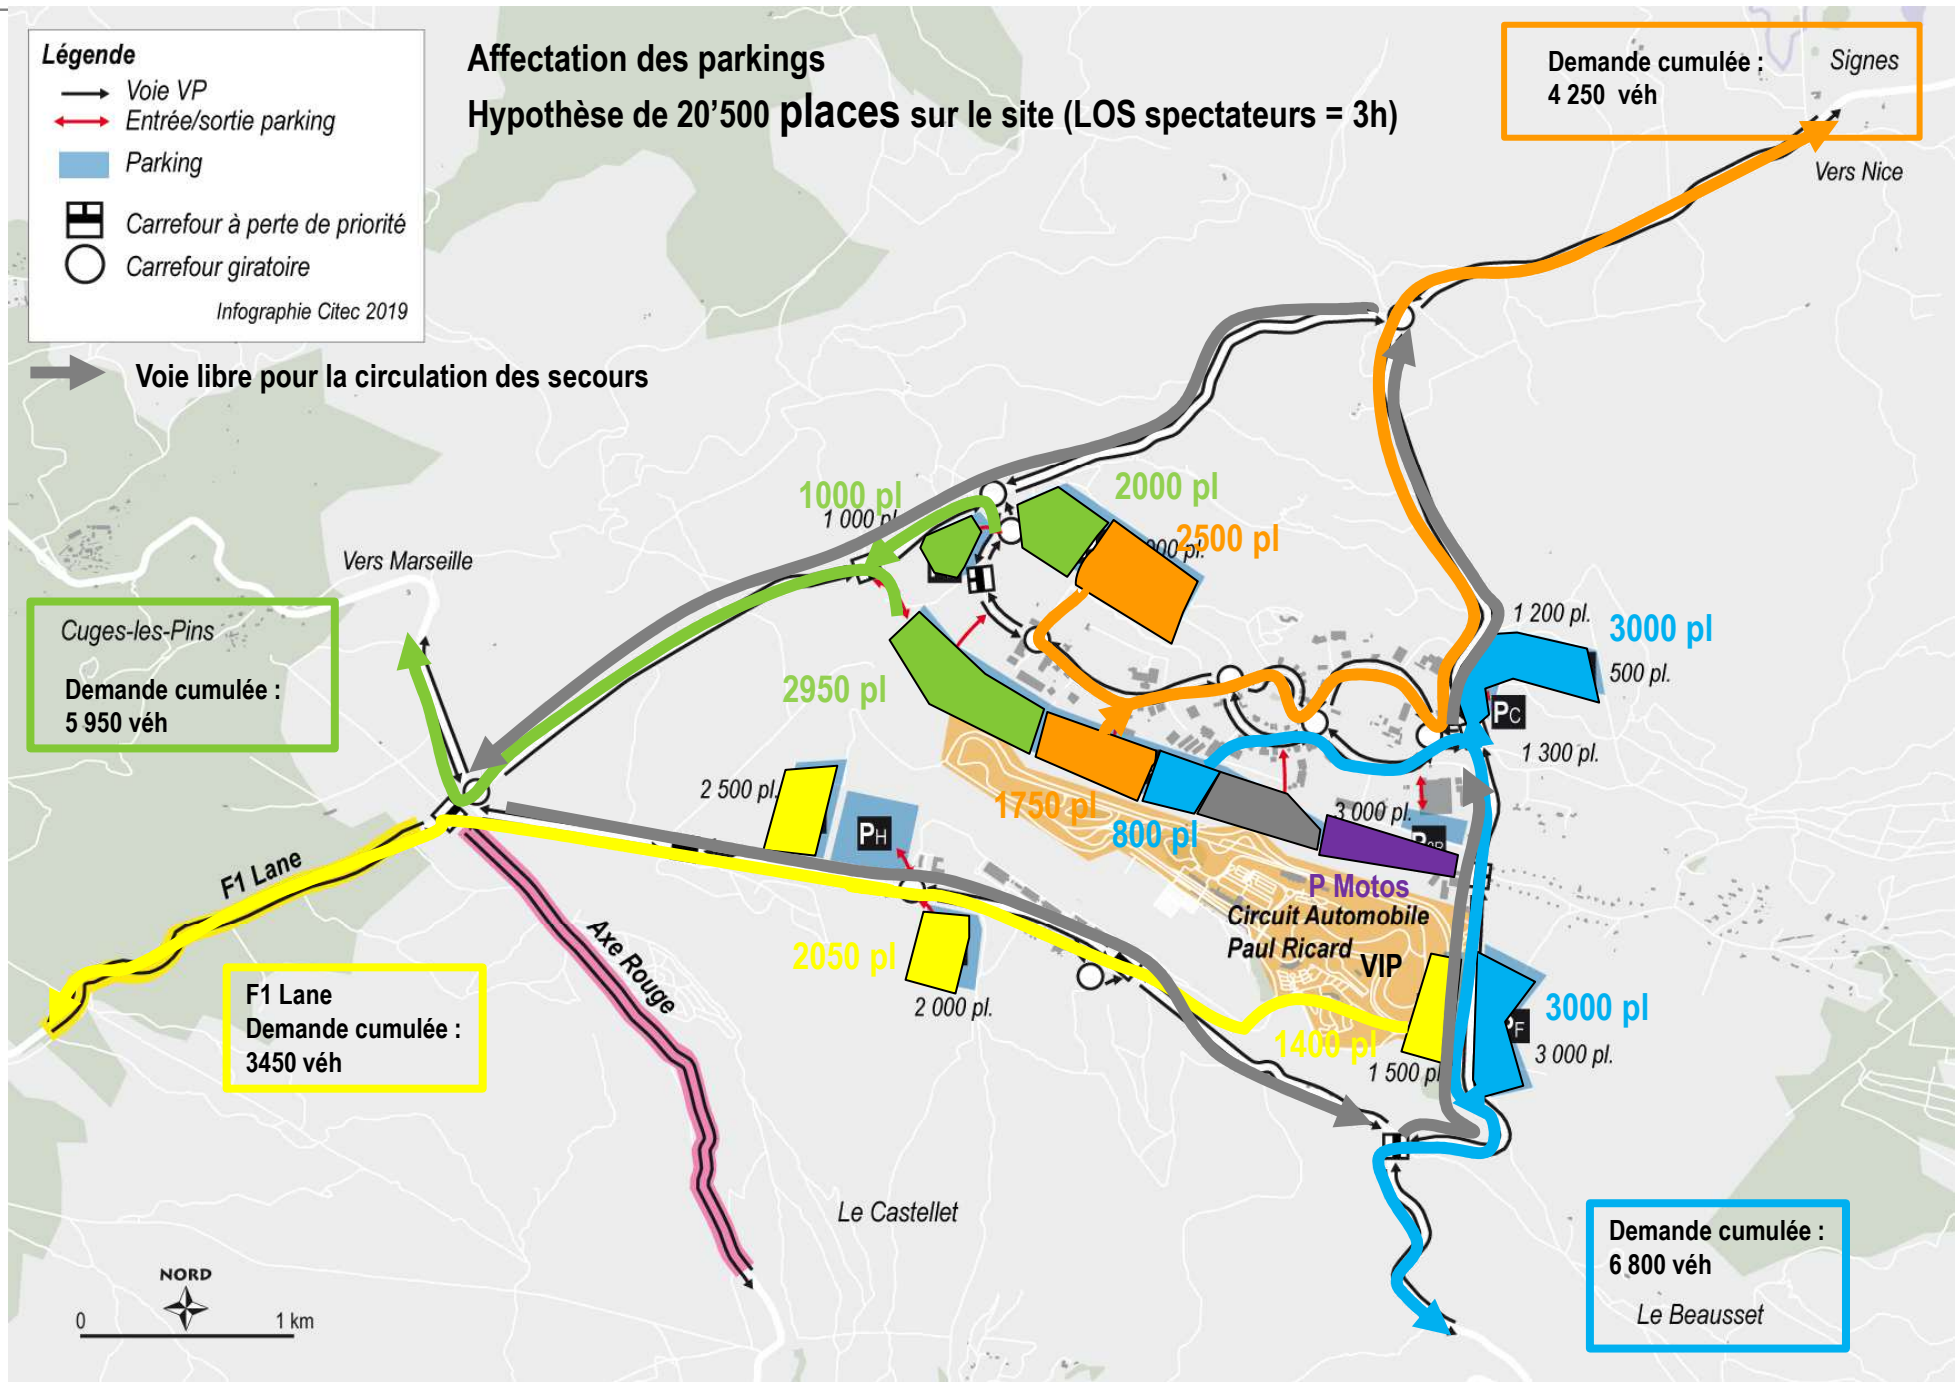 Légende
Voie VP
Entrée/sortie parking
Parking
Carrefour à perte de priorité
Carrefour giratoire
Infographie Citec 2019
Voie libre pour la circulation des secours
Affectation des parkings
Hypothèse de 20'500 places sur le site (LOS spectateurs = 3h)
Demande cumulée :
4 250 véh
Signes
Vers Nice
1000 pl
1 000 pl.
2000 pl
2500 pl
000 pl.
Vers Marseille
Cuges-les-Pins
Demande cumulée :
5 950 véh
2950 pl
1 200 pl.
3000 pl
500 pl.
PC
1 300 pl.
2 500 pl.
PH
1750 pl
800 pl
3 000 pl.
P Motos
Circuit Automobile
Paul Ricard
VIP
F1 Lane
Axe Rouge
2050 pl
2 000 pl.
1400 pl
1 500 pl
3000 pl
PF
3 000 pl.
F1 Lane
Demande cumulée :
3450 véh
Le Castellet
Demande cumulée :
6 800 véh
Le Beausset
NORD
0 1 km